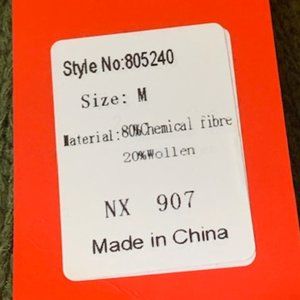 Style No:805240
Size: M
Material:80%Chemical fibre
20%Wollen
NX 907
Made in China